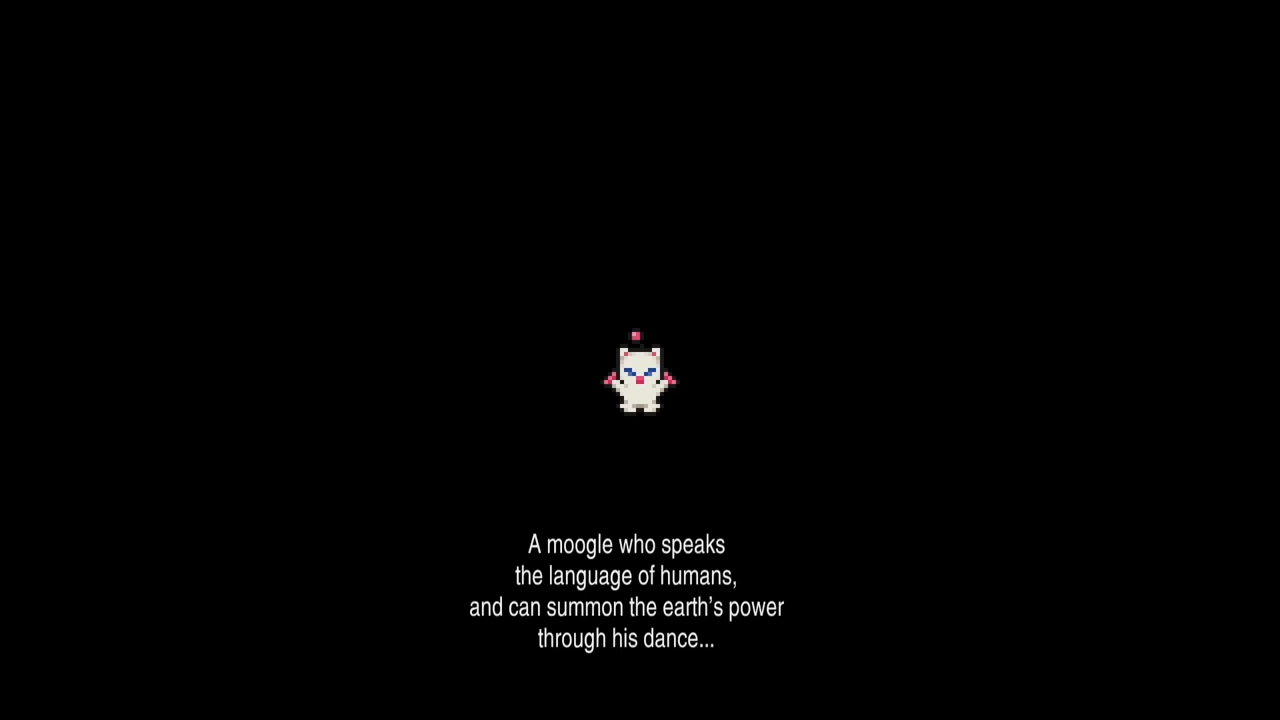 A moogle who speaks
the language of humans,
and can summon the earth’s power
through his dance...